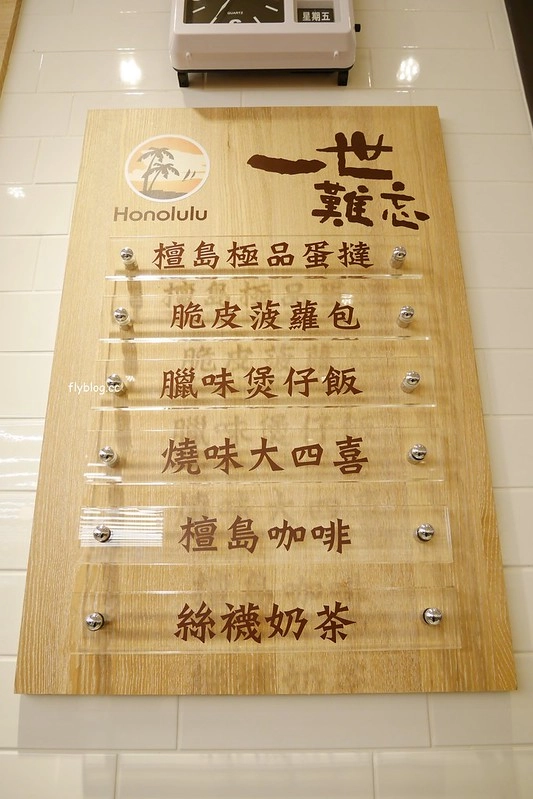 QUARTZ
星期五
Honolulu
一世
難忘
檀島極品蛋撻
脆皮菠蘿包
臘味煲仔飯
燒味大四喜
檀島咖啡
絲襪奶茶
flyblog.cc